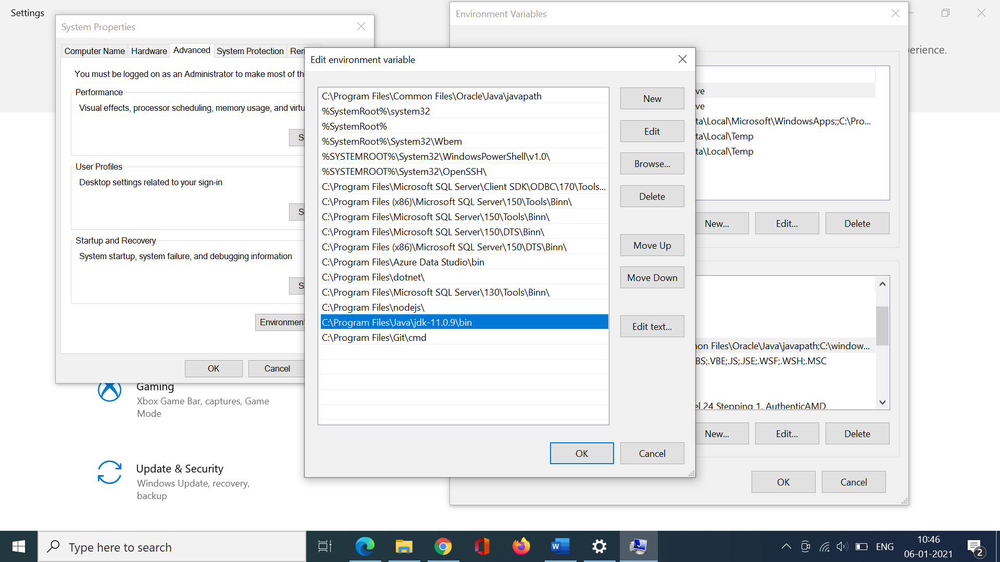 Settings
System Properties
Computer Name
Hardware
Advanced
System Protection
Rem
You must be logged on as an Administrator to make most of th
Performance
Visual effects, processor scheduling, memory usage, and virtu
S
User Profiles
Desktop settings related to your sign-in
S
Startup and Recovery
System startup, system failure, and debugging information
S
Environment
OK
Cancel
Gaming
Xbox Game Bar, captures, Game
Mode
Update & Security
Windows Update, recovery,
backup
Edit environment variable
C:\Program Files\Common Files\Oracle\Java\javapath
%SystemRoot%\system32
%SystemRoot%
%SystemRoot%\System32\Wbem
%SYSTEMROOT%\System32\WindowsPowerShell\v1.0\
%SYSTEMROOT%\System32\OpenSSH\
C:\Program Files\Microsoft SQL Server\Client SDK\ODBC\170\Tools...
C:\Program Files (x86)\Microsoft SQL Server\150\Tools\Binn\
C:\Program Files\Microsoft SQL Server\150\Tools\Binn\
C:\Program Files\Microsoft SQL Server\150\DTS\Binn\
C:\Program Files (x86)\Microsoft SQL Server\150\DTS\Binn\
C:\Program Files\Azure Data Studio\bin
C:\Program Files\dotnet\
C:\Program Files\Microsoft SQL Server\130\Tools\Binn\
C:\Program Files\nodejs\
C:\Program Files\Java\jdk-11.0.9\bin
C:\Program Files\Git\cmd
New
Edit
Browse...
Delete
Move Up
Move Down
Edit text...
OK
Cancel
Environment Variables
perience.
ve
ve
ta\Local\Microsoft\WindowsApps;;C:\Pro...
ta\Local\Temp
ta\Local\Temp
New...
Edit...
Delete
on Files\Oracle\Java\javapath;C:\window...
BS;.VBE;.JS;.JSE;.WSF;.WSH;.MSC
el 24 Stepping 1, AuthenticAMD
New...
Edit...
Delete
OK
Cancel
Type here to search
W
ENG
10:46
06-01-2021
2